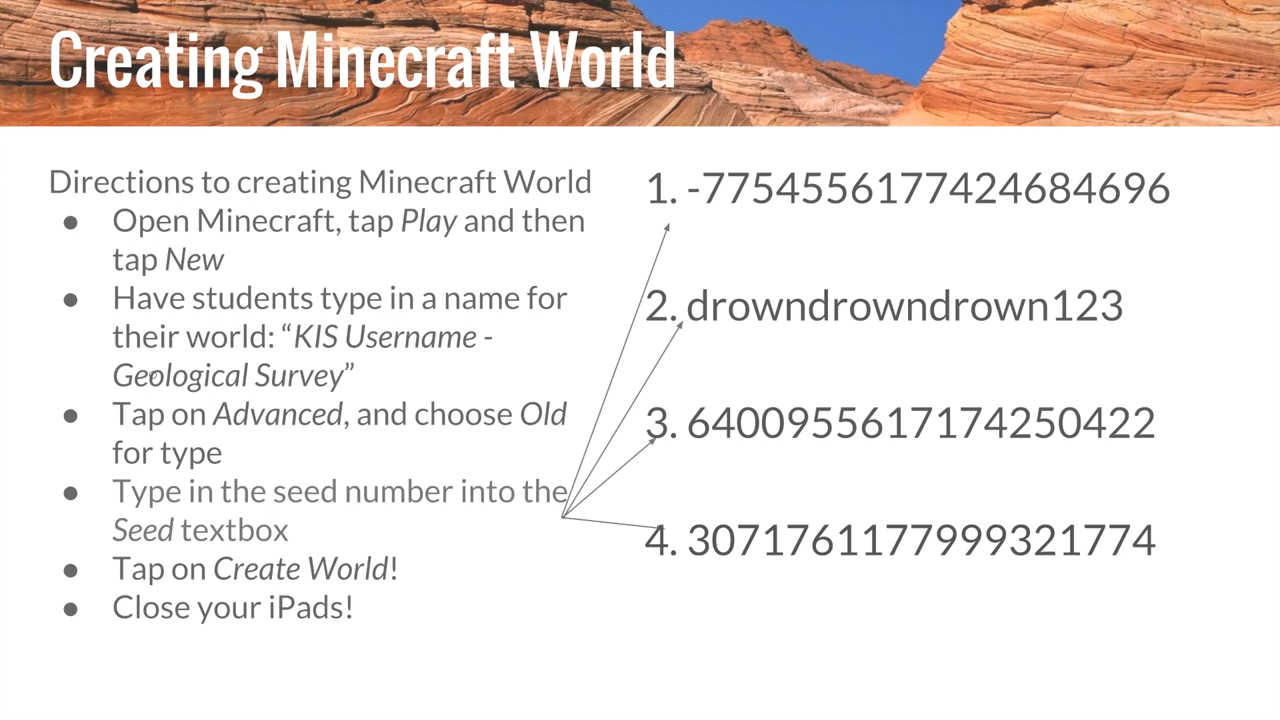 Creating Minecraft World
Directions to creating Minecraft World
● Open Minecraft, tap Play and then
tap New
● Have students type in a name for
their world: “KIS Username -
Geological Survey”
● Tap on Advanced, and choose Old
for type
● Type in the seed number into the
Seed textbox
● Tap on Create World!
● Close your iPads!
1. -7754556177424684696
2. drowndrowndrown123
3. 6400955617174250422
4. 3071761177999321774